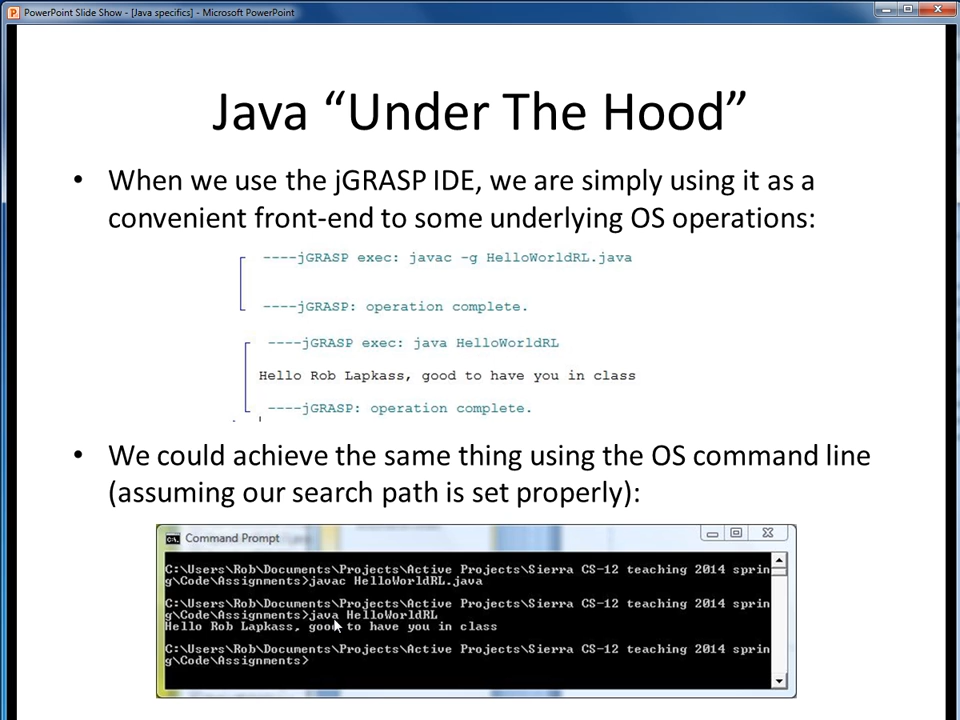 PowerPoint Slide Show - [Java specifics] - Microsoft PowerPoint
Java “Under The Hood”
• When we use the jGRASP IDE, we are simply using it as a
convenient front-end to some underlying OS operations:
----jGRASP exec: javac -g HelloWorldRL.java
----jGRASP: operation complete.
----jGRASP exec: java HelloWorldRL
Hello Rob Lapkass, good to have you in class
----jGRASP: operation complete.
• We could achieve the same thing using the OS command line
(assuming our search path is set properly):
Command Prompt
C:\Users\Rob\Documents\Projects\Active Projects\Sierra CS-12 teaching 2014 sprin
g\Code\Assignments>javac HelloWorldRL.java
C:\Users\Rob\Documents\Projects\Active Projects\Sierra CS-12 teaching 2014 sprin
g\Code\Assignments>java HelloWorldRL
Hello Rob Lapkass, good to have you in class
C:\Users\Rob\Documents\Projects\Active Projects\Sierra CS-12 teaching 2014 sprin
g\Code\Assignments>